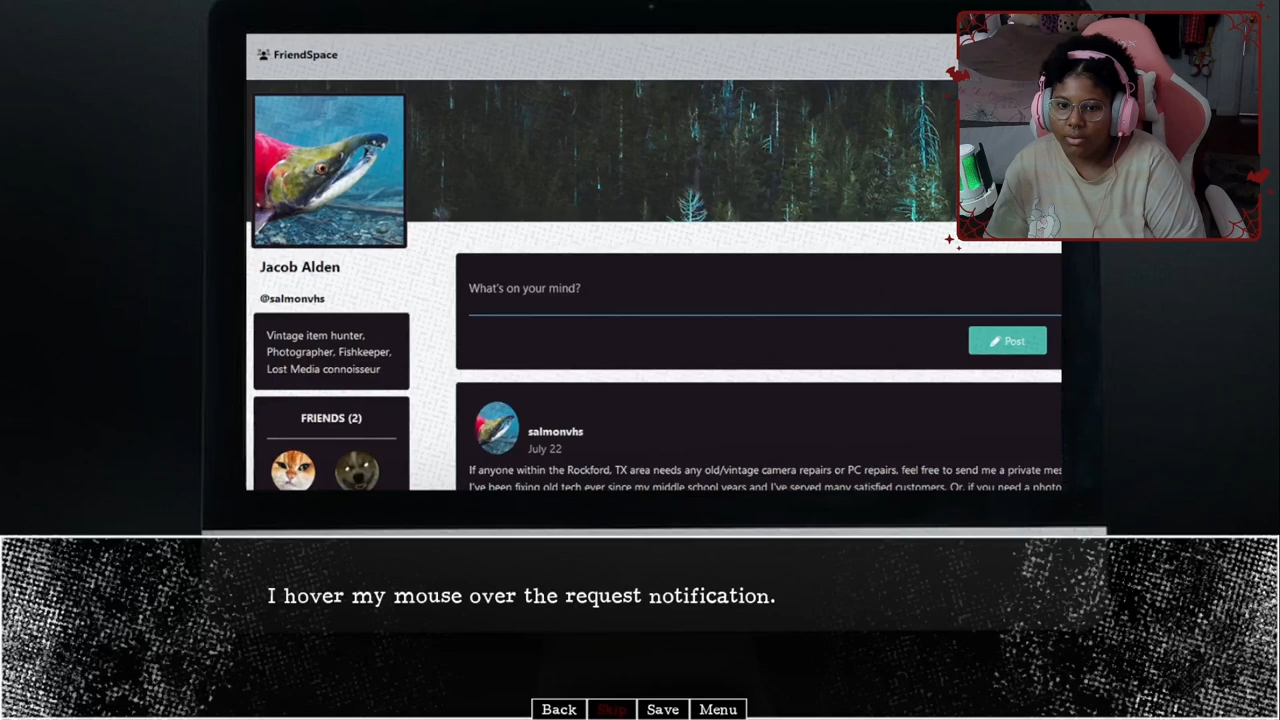 FriendSpace
Jacob Alden
@salmonvhs
Vintage item hunter,
Photographer, Fishkeeper,
Lost Media connoisseur
FRIENDS (2)
What's on your mind?
Post
salmonvhs
July 22
If anyone within the Rockford, TX area needs any old/vintage camera repairs or PC repairs, feel free to send me a private mes
I've been fixing old tech ever since my middle school years and I've served many satisfied customers. Or, if you need a photo
I hover my mouse over the request notification.
Back
Skip
Save
Menu